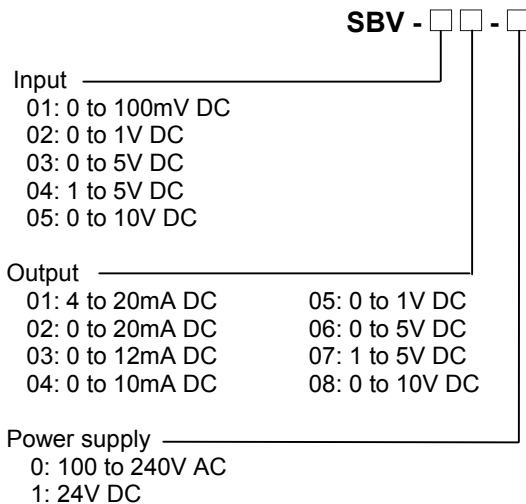 SBV - □ □ - □
Input
01: 0 to 100mV DC
02: 0 to 1V DC
03: 0 to 5V DC
04: 1 to 5V DC
05: 0 to 10V DC
Output
01: 4 to 20mA DC 05: 0 to 1V DC
02: 0 to 20mA DC 06: 0 to 5V DC
03: 0 to 12mA DC 07: 1 to 5V DC
04: 0 to 10mA DC 08: 0 to 10V DC
Power supply
0: 100 to 240V AC
1: 24V DC